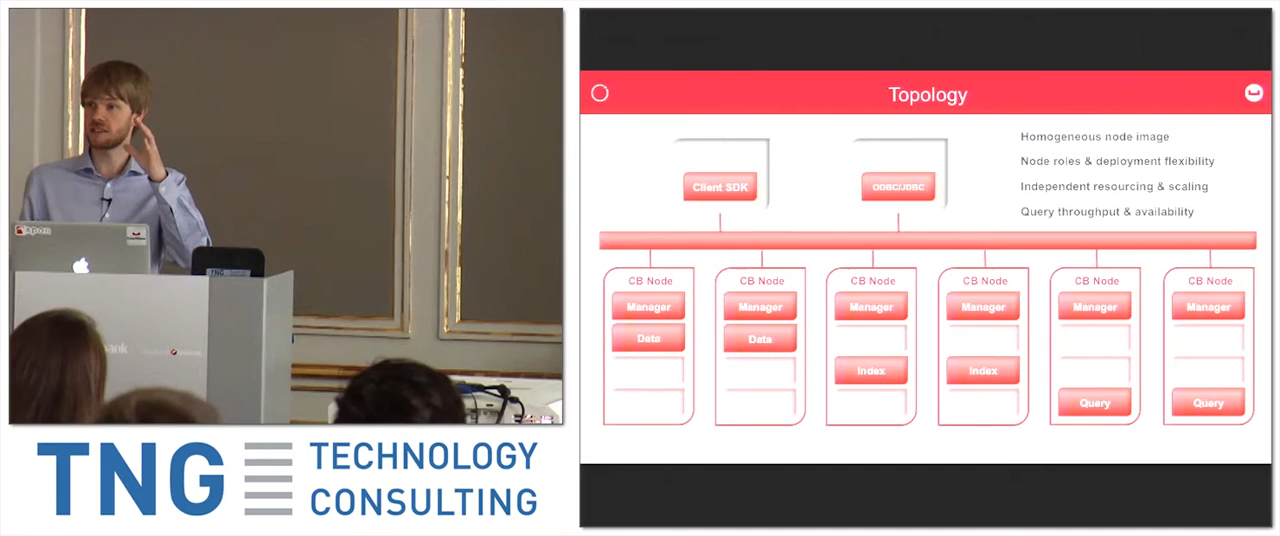 TNG
TNG
TECHNOLOGY
CONSULTING
Topology
Client SDK
ODBC/JDBC
Homogeneous node image
Node roles & deployment flexibility
Independent resourcing & scaling
Query throughput & availability
CB Node
Manager
Data
CB Node
Manager
Data
CB Node
Manager
Index
CB Node
Manager
Index
CB Node
Manager
Query
CB Node
Manager
Query